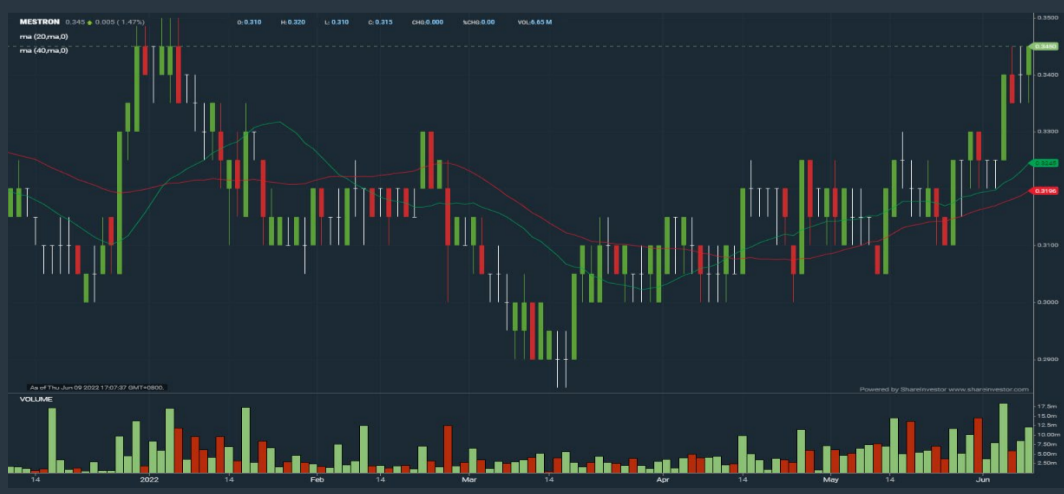 MESTRON 0.345 0.005 ( 1.47%) O: 0.310 H: 0.320 L: 0.310 C: 0.315 CHG:0.000 %CHG:0.00 VOL:6.65 M
ma (20,ma,0)
ma (40,ma,0)
0.3500
0.3450
0.3400
0.3300
0.3196
0.3100
0.3000
0.2900
As of Thu Jun 09 2022 17:07:37 GMT+0800.
Powered by ShareInvestor www.shareinvestor.com
VOLUME
17.5m
15.0m
12.5m
10.00m
7.50m
5.00m
2.50m
14 2022 14 Feb 14 Mar 14 Apr 14 May 14 Jun